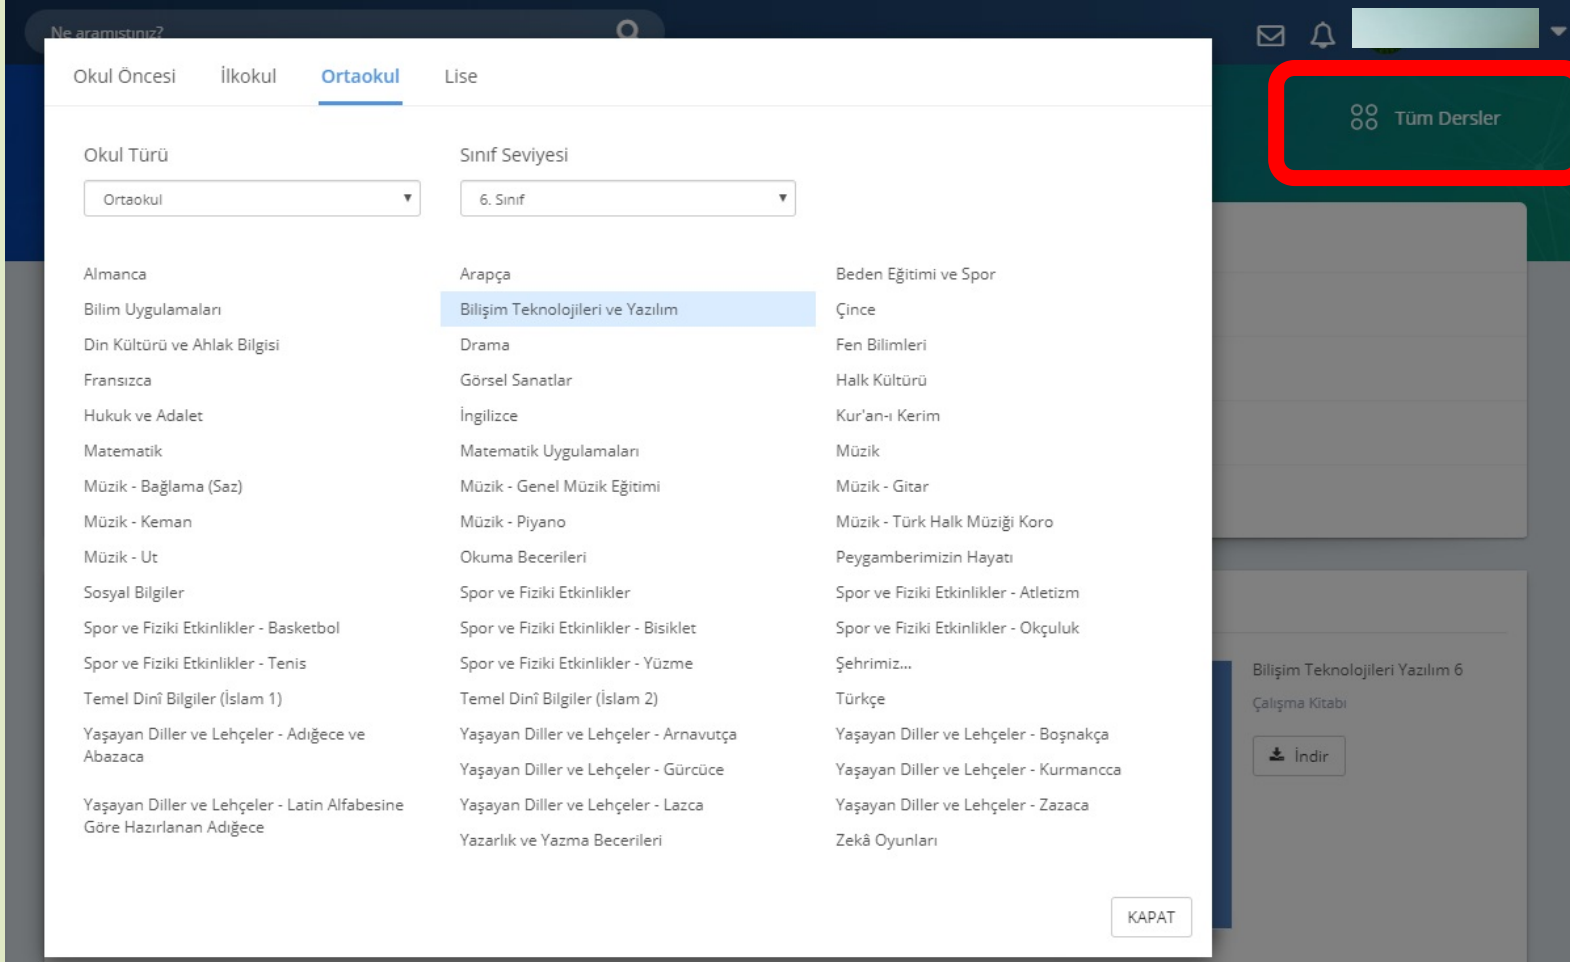 Ne aramıştınız?
Tüm Dersler
Okul Öncesi İlkokul Ortaokul Lise
Okul Türü Sınıf Seviyesi
Ortaokul 6. Sınıf
Almanca Arapça Beden Eğitimi ve Spor
Bilim Uygulamaları Bilişim Teknolojileri ve Yazılım Çince
Din Kültürü ve Ahlak Bilgisi Drama Fen Bilimleri
Fransızca Görsel Sanatlar Halk Kültürü
Hukuk ve Adalet İngilizce Kur'an-ı Kerim
Matematik Matematik Uygulamaları Müzik
Müzik - Bağlama (Saz) Müzik - Genel Müzik Eğitimi Müzik - Gitar
Müzik - Keman Müzik - Piyano Müzik - Türk Halk Müziği Koro
Müzik - Ut Okuma Becerileri Peygamberimizin Hayatı
Sosyal Bilgiler Spor ve Fiziki Etkinlikler Spor ve Fiziki Etkinlikler - Atletizm
Spor ve Fiziki Etkinlikler - Basketbol Spor ve Fiziki Etkinlikler - Bisiklet Spor ve Fiziki Etkinlikler - Okçuluk
Spor ve Fiziki Etkinlikler - Tenis Spor ve Fiziki Etkinlikler - Yüzme Şehrimiz...
Temel Dinî Bilgiler (İslam 1) Temel Dinî Bilgiler (İslam 2) Türkçe
Yaşayan Diller ve Lehçeler - Adığece ve Yaşayan Diller ve Lehçeler - Arnavutça Yaşayan Diller ve Lehçeler - Boşnakça
Abazaca
Yaşayan Diller ve Lehçeler - Gürcüce Yaşayan Diller ve Lehçeler - Kurmancca
Yaşayan Diller ve Lehçeler - Latin Alfabesine Yaşayan Diller ve Lehçeler - Lazca Yaşayan Diller ve Lehçeler - Zazaca
Göre Hazırlanan Adığece
Yazarlık ve Yazma Becerileri Zekâ Oyunları
KAPAT
Bilişim Teknolojileri Yazılım 6
Çalışma Kitabı
İndir